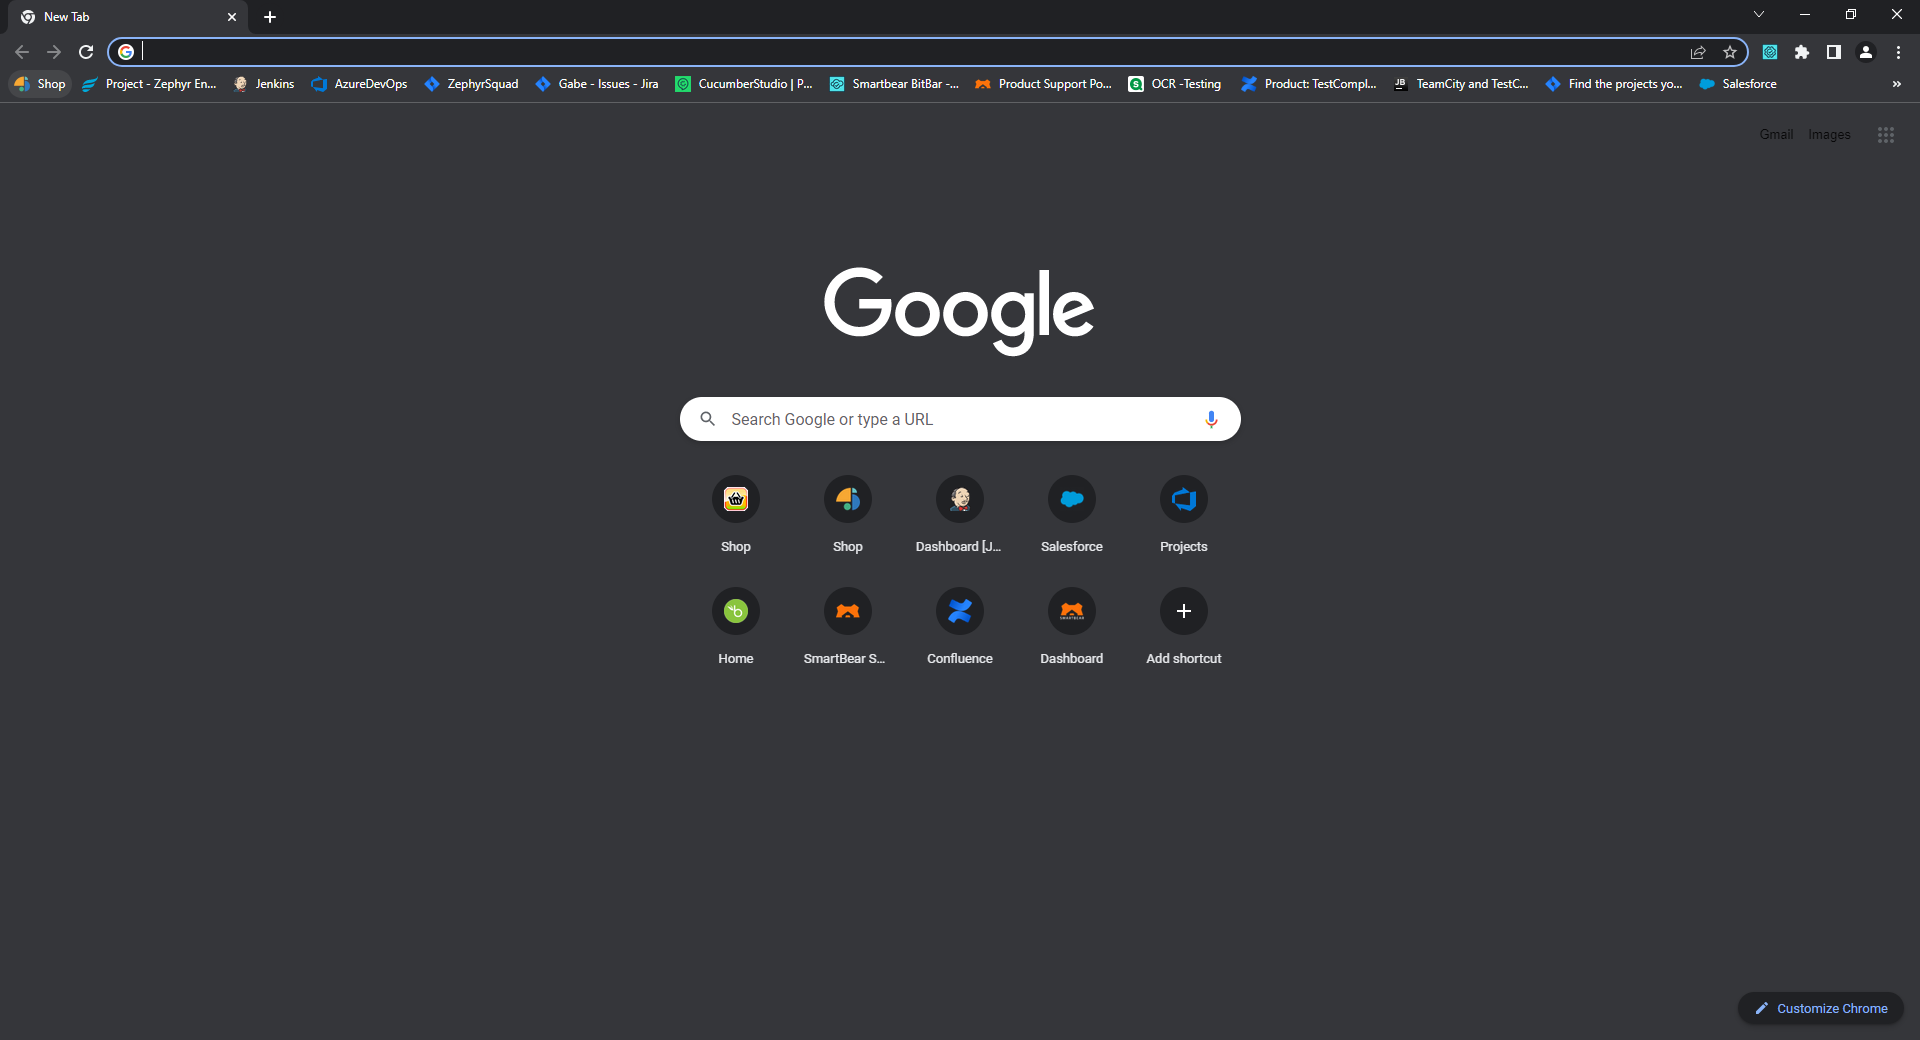 New Tab
Shop Project - Zephyr En... Jenkins AzureDevOps ZephyrSquad Gabe - Issues - Jira CucumberStudio | P... Smartbear BitBar -... Product Support Po... OCR -Testing Product: TestCompl... JB TeamCity and TestC... Find the projects yo... Salesforce »
Gmail Images
Google
Search Google or type a URL
Shop Shop Dashboard [J... Salesforce Projects
SMARTBEAR
Home SmartBear S... Confluence Dashboard Add shortcut
Customize Chrome